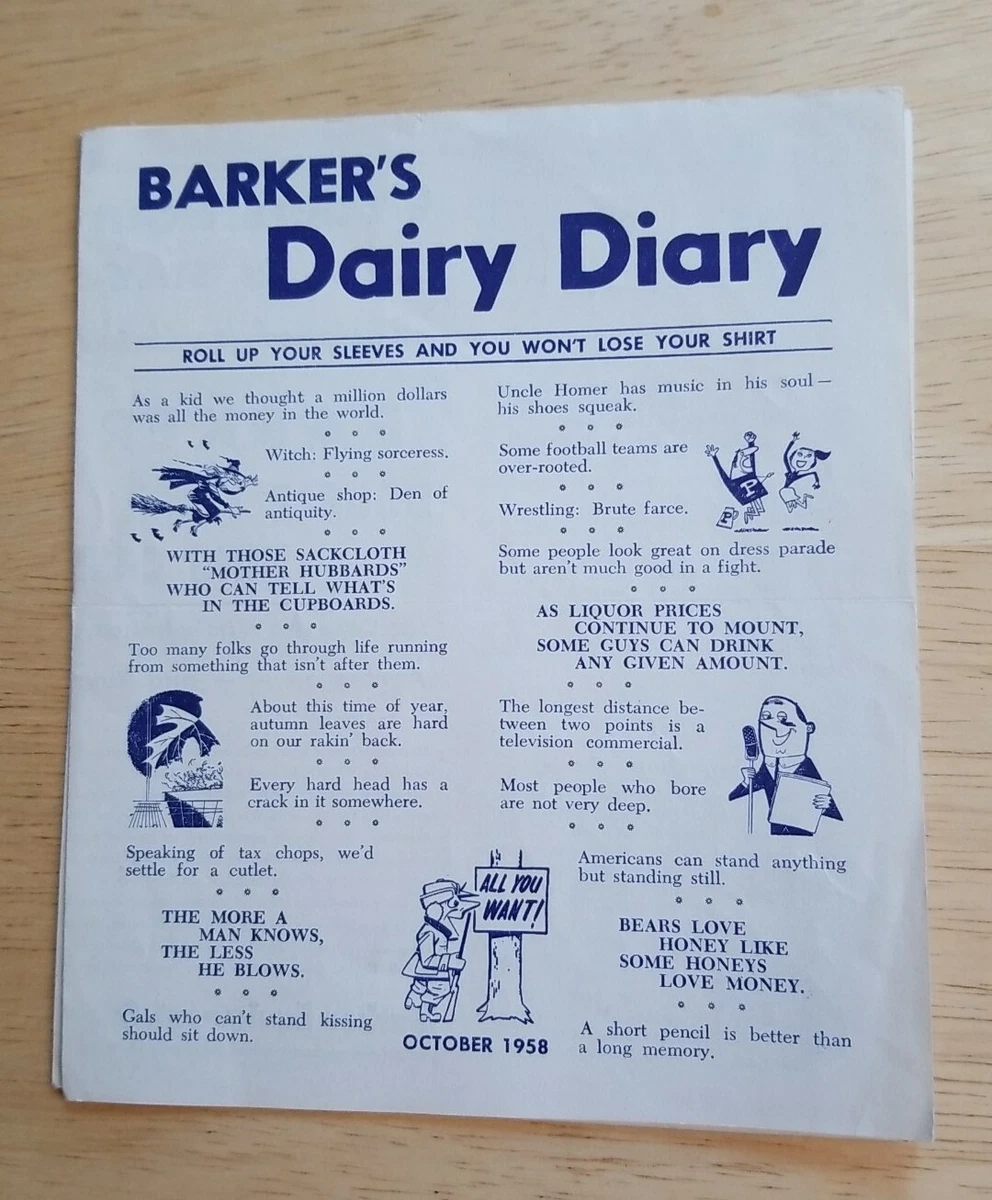 BARKER'S
Dairy Diary
ROLL UP YOUR SLEEVES AND YOU WON'T LOSE YOUR SHIRT
As a kid we thought a million dollars
was all the money in the world.
Witch: Flying sorceress.
Antique shop: Den of
antiquity.
WITH THOSE SACKCLOTH
"MOTHER HUBBARDS"
WHO CAN TELL WHAT'S
IN THE CUPBOARDS.
Too many folks go through life running
from something that isn't after them.
About this time of year,
autumn leaves are hard
on our rakin' back.
Every hard head has a
crack in it somewhere.
Speaking of tax chops, we'd
settle for a cutlet.
THE MORE A
MAN KNOWS,
THE LESS
HE BLOWS.
Gals who can't stand kissing
should sit down.
Uncle Homer has music in his soul —
his shoes squeak.
Some football teams are
over-rooted.
P
P
Wrestling: Brute farce.
Some people look great on dress parade
but aren't much good in a fight.
AS LIQUOR PRICES
CONTINUE TO MOUNT,
SOME GUYS CAN DRINK
ANY GIVEN AMOUNT.
The longest distance be-
tween two points is a
television commercial.
Most people who bore
are not very deep.
ALL YOU
WANT!
OCTOBER 1958
Americans can stand anything
but standing still.
BEARS LOVE
HONEY LIKE
SOME HONEYS
LOVE MONEY.
A short pencil is better than
a long memory.